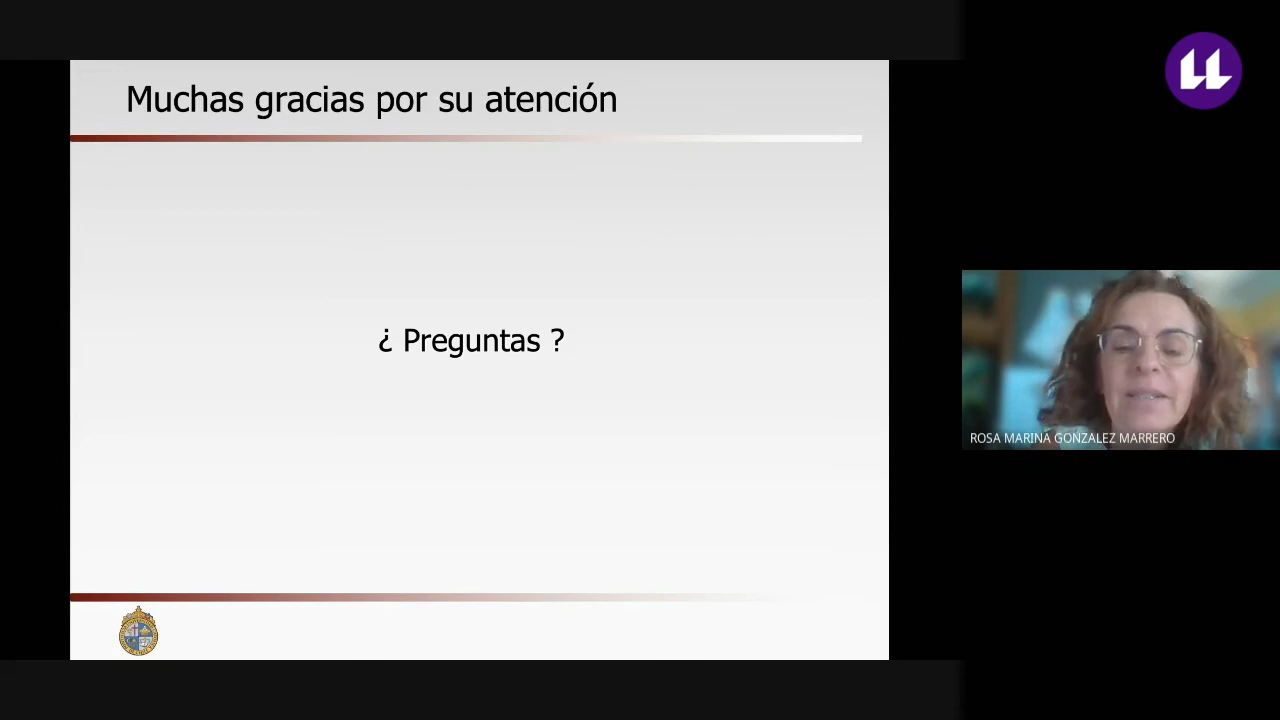 Muchas gracias por su atención
¿ Preguntas ?
ROSA MARINA GONZALEZ MARRERO